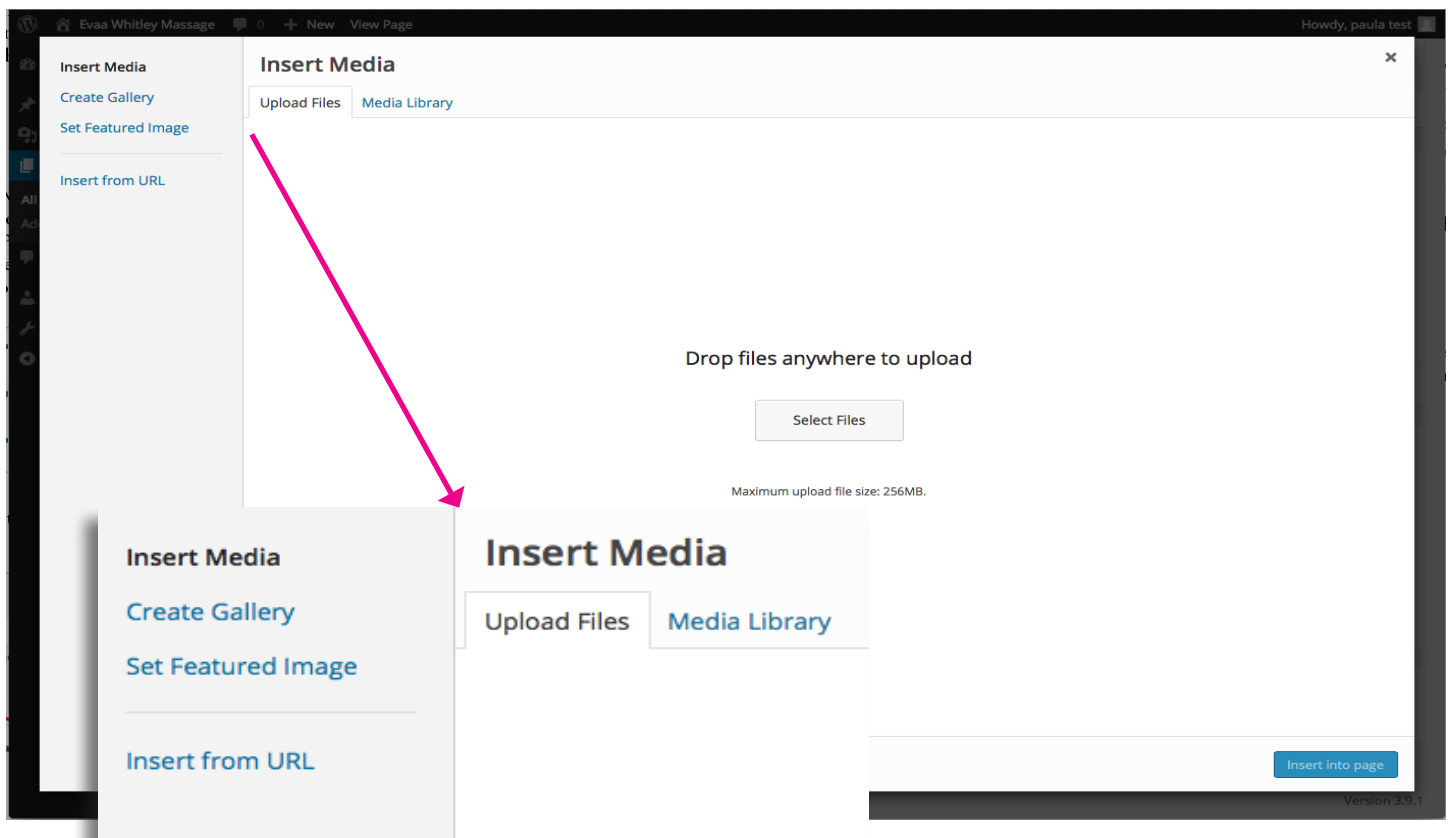 Evaa Whitley Massage 0 New View Page Howdy, paula test
Insert Media
Create Gallery
Set Featured Image
Insert from URL
Insert Media
Upload Files Media Library
Drop files anywhere to upload
Select Files
Maximum upload file size: 256MB.
Insert into page
Version 3.9.1
All
Insert Media
Create Gallery
Set Featured Image
Insert from URL
Insert Media
Upload Files Media Library